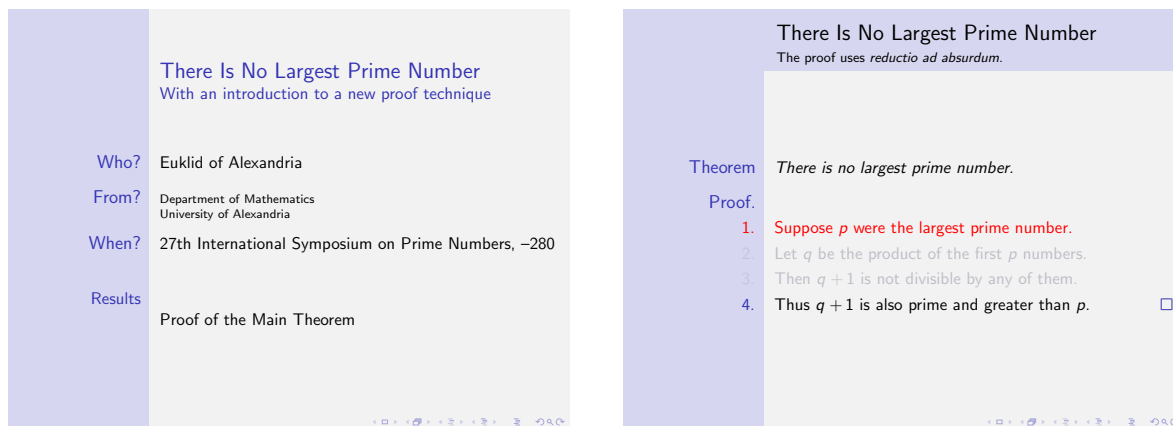 There Is No Largest Prime Number
With an introduction to a new proof technique
Who? Euklid of Alexandria
From? Department of Mathematics
University of Alexandria
When? 27th International Symposium on Prime Numbers, –280
Results
Proof of the Main Theorem
There Is No Largest Prime Number
The proof uses reductio ad absurdum.
Theorem There is no largest prime number.
Proof.
1. Suppose p were the largest prime number.
2. Let q be the product of the first p numbers.
3. Then q + 1 is not divisible by any of them.
4. Thus q + 1 is also prime and greater than p. □